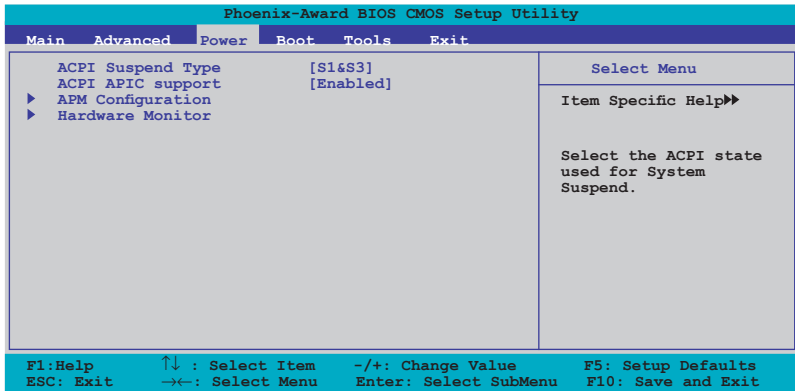 Phoenix-Award BIOS CMOS Setup Utility
Main Advanced Power Boot Tools Exit
ACPI Suspend Type [S1&S3]
ACPI APIC support [Enabled]
APM Configuration
Hardware Monitor
Select Menu
Item Specific Help
Select the ACPI state
used for System
Suspend.
F1:Help ↑↓ : Select Item -/+: Change Value F5: Setup Defaults
ESC: Exit →←: Select Menu Enter: Select SubMenu F10: Save and Exit